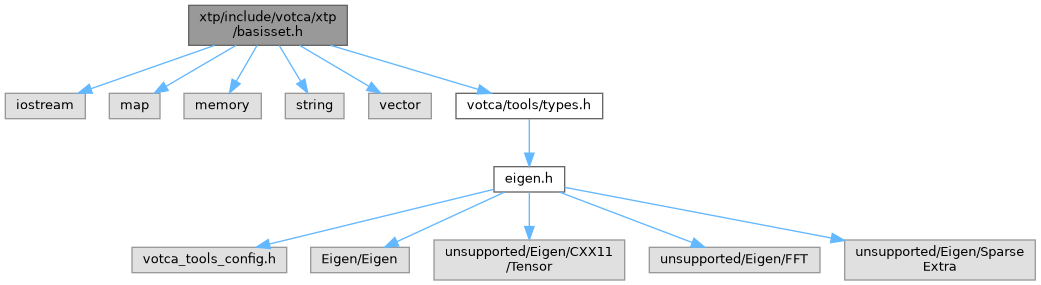 xtp/include/votca/xtp
/basisset.h
iostream
map
memory
string
vector
votca/tools/types.h
eigen.h
votca_tools_config.h
Eigen/Eigen
unsupported/Eigen/CXX11
/Tensor
unsupported/Eigen/FFT
unsupported/Eigen/Sparse
Extra